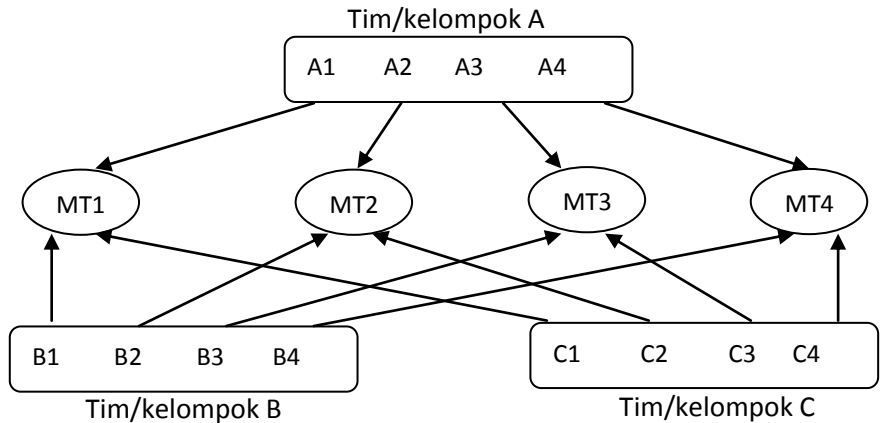 Tim/kelompok A
A1 A2 A3 A4
MT1 MT2 MT3 MT4
B1 B2 B3 B4
C1 C2 C3 C4
Tim/kelompok B
Tim/kelompok C